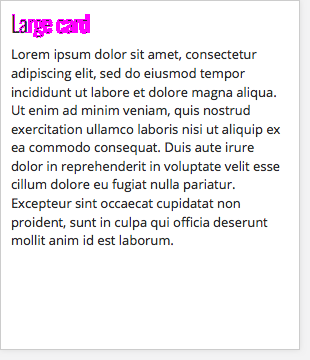 Large card
Lorem ipsum dolor sit amet, consectetur
adipiscing elit, sed do eiusmod tempor
incididunt ut labore et dolore magna aliqua.
Ut enim ad minim veniam, quis nostrud
exercitation ullamco laboris nisi ut aliquip ex
ea commodo consequat. Duis aute irure
dolor in reprehenderit in voluptate velit esse
cillum dolore eu fugiat nulla pariatur.
Excepteur sint occaecat cupidatat non
proident, sunt in culpa qui officia deserunt
mollit anim id est laborum.